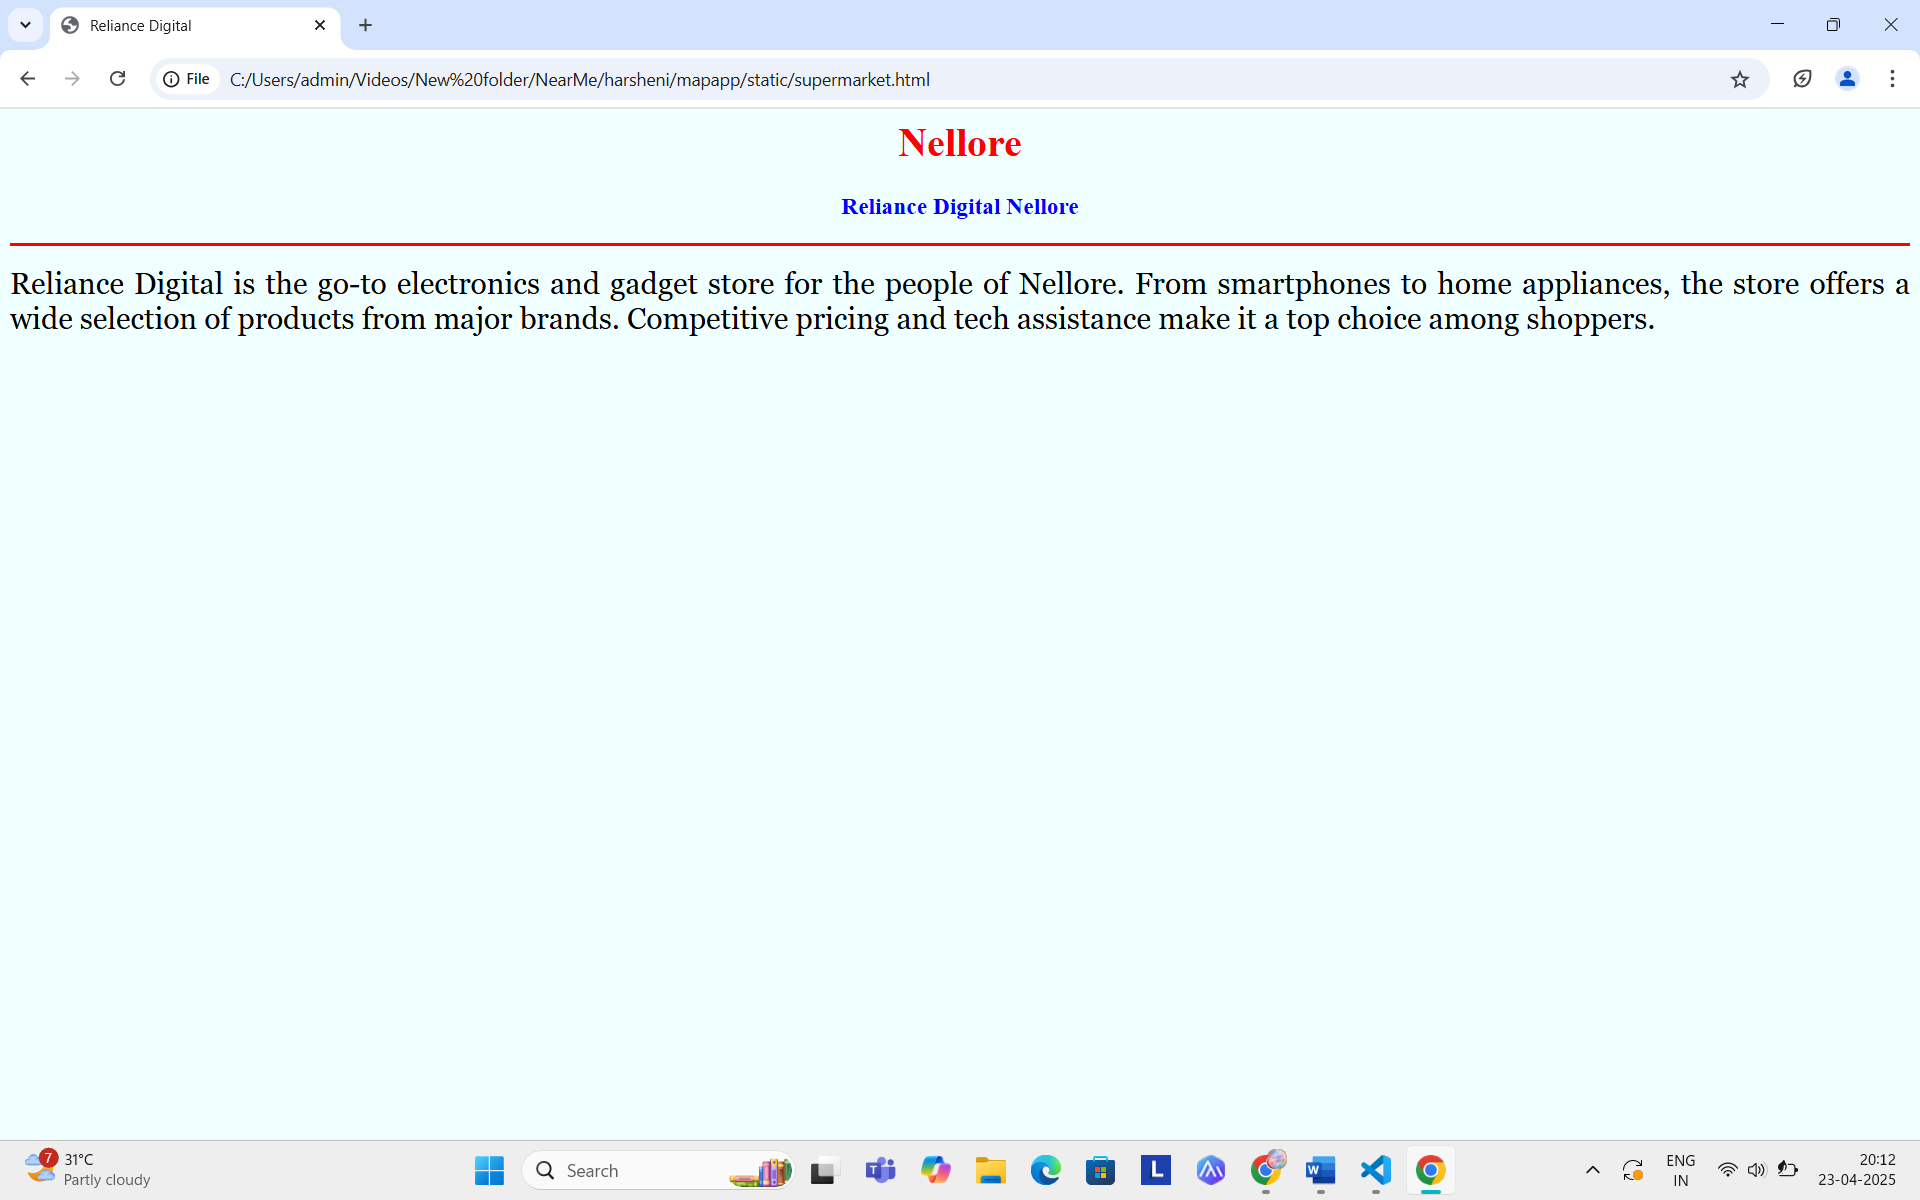 Reliance Digital
File
C:/Users/admin/Videos/New%20folder/NearMe/harsheni/mapapp/static/supermarket.html
Nellore
Reliance Digital Nellore
Reliance Digital is the go-to electronics and gadget store for the people of Nellore. From smartphones to home appliances, the store offers a
wide selection of products from major brands. Competitive pricing and tech assistance make it a top choice among shoppers.
7
31°C
Partly cloudy
Search
L
W
ENG
IN
20:12
23-04-2025